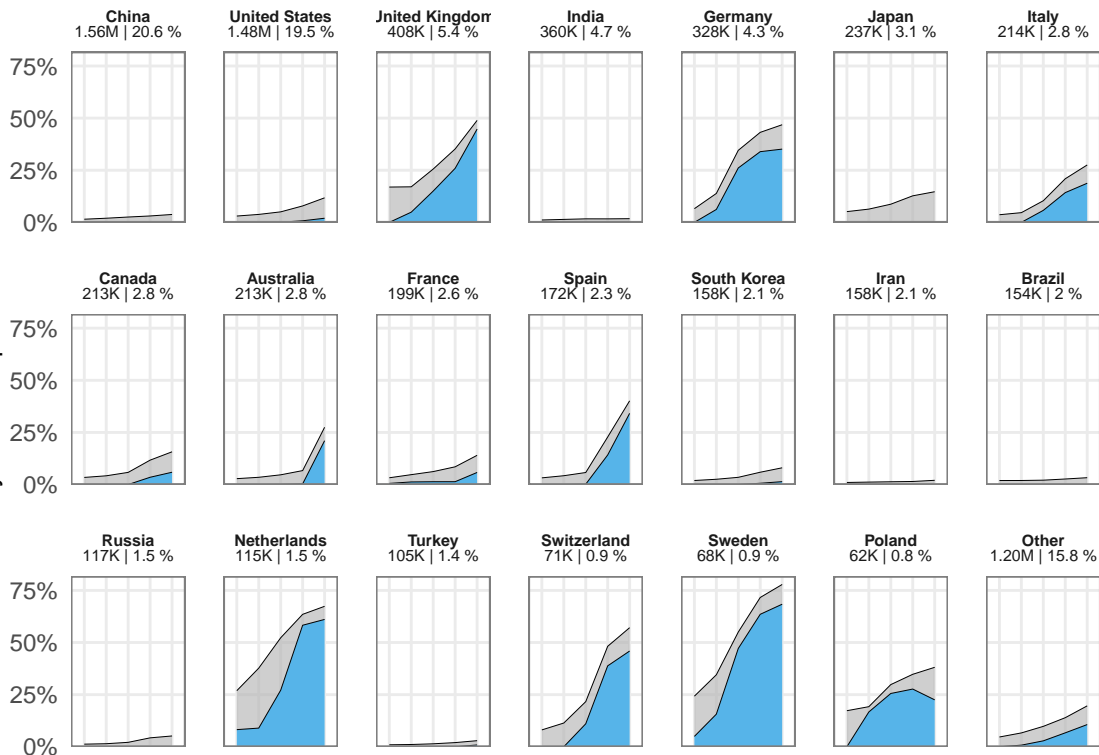 China United States United Kingdom India Germany Japan Italy
1.56M | 20.6 % 1.48M | 19.5 % 408K | 5.4 % 360K | 4.7 % 328K | 4.3 % 237K | 3.1 % 214K | 2.8 %
75%
50%
25%
0%
Canada Australia France Spain South Korea Iran Brazil
213K | 2.8 % 213K | 2.8 % 199K | 2.6 % 172K | 2.3 % 158K | 2.1 % 158K | 2.1 % 154K | 2 %
75%
50%
25%
0%
Russia Netherlands Turkey Switzerland Sweden Poland Other
117K | 1.5 % 115K | 1.5 % 105K | 1.4 % 71K | 0.9 % 68K | 0.9 % 62K | 0.8 % 1.20M | 15.8 %
75%
50%
25%
0%